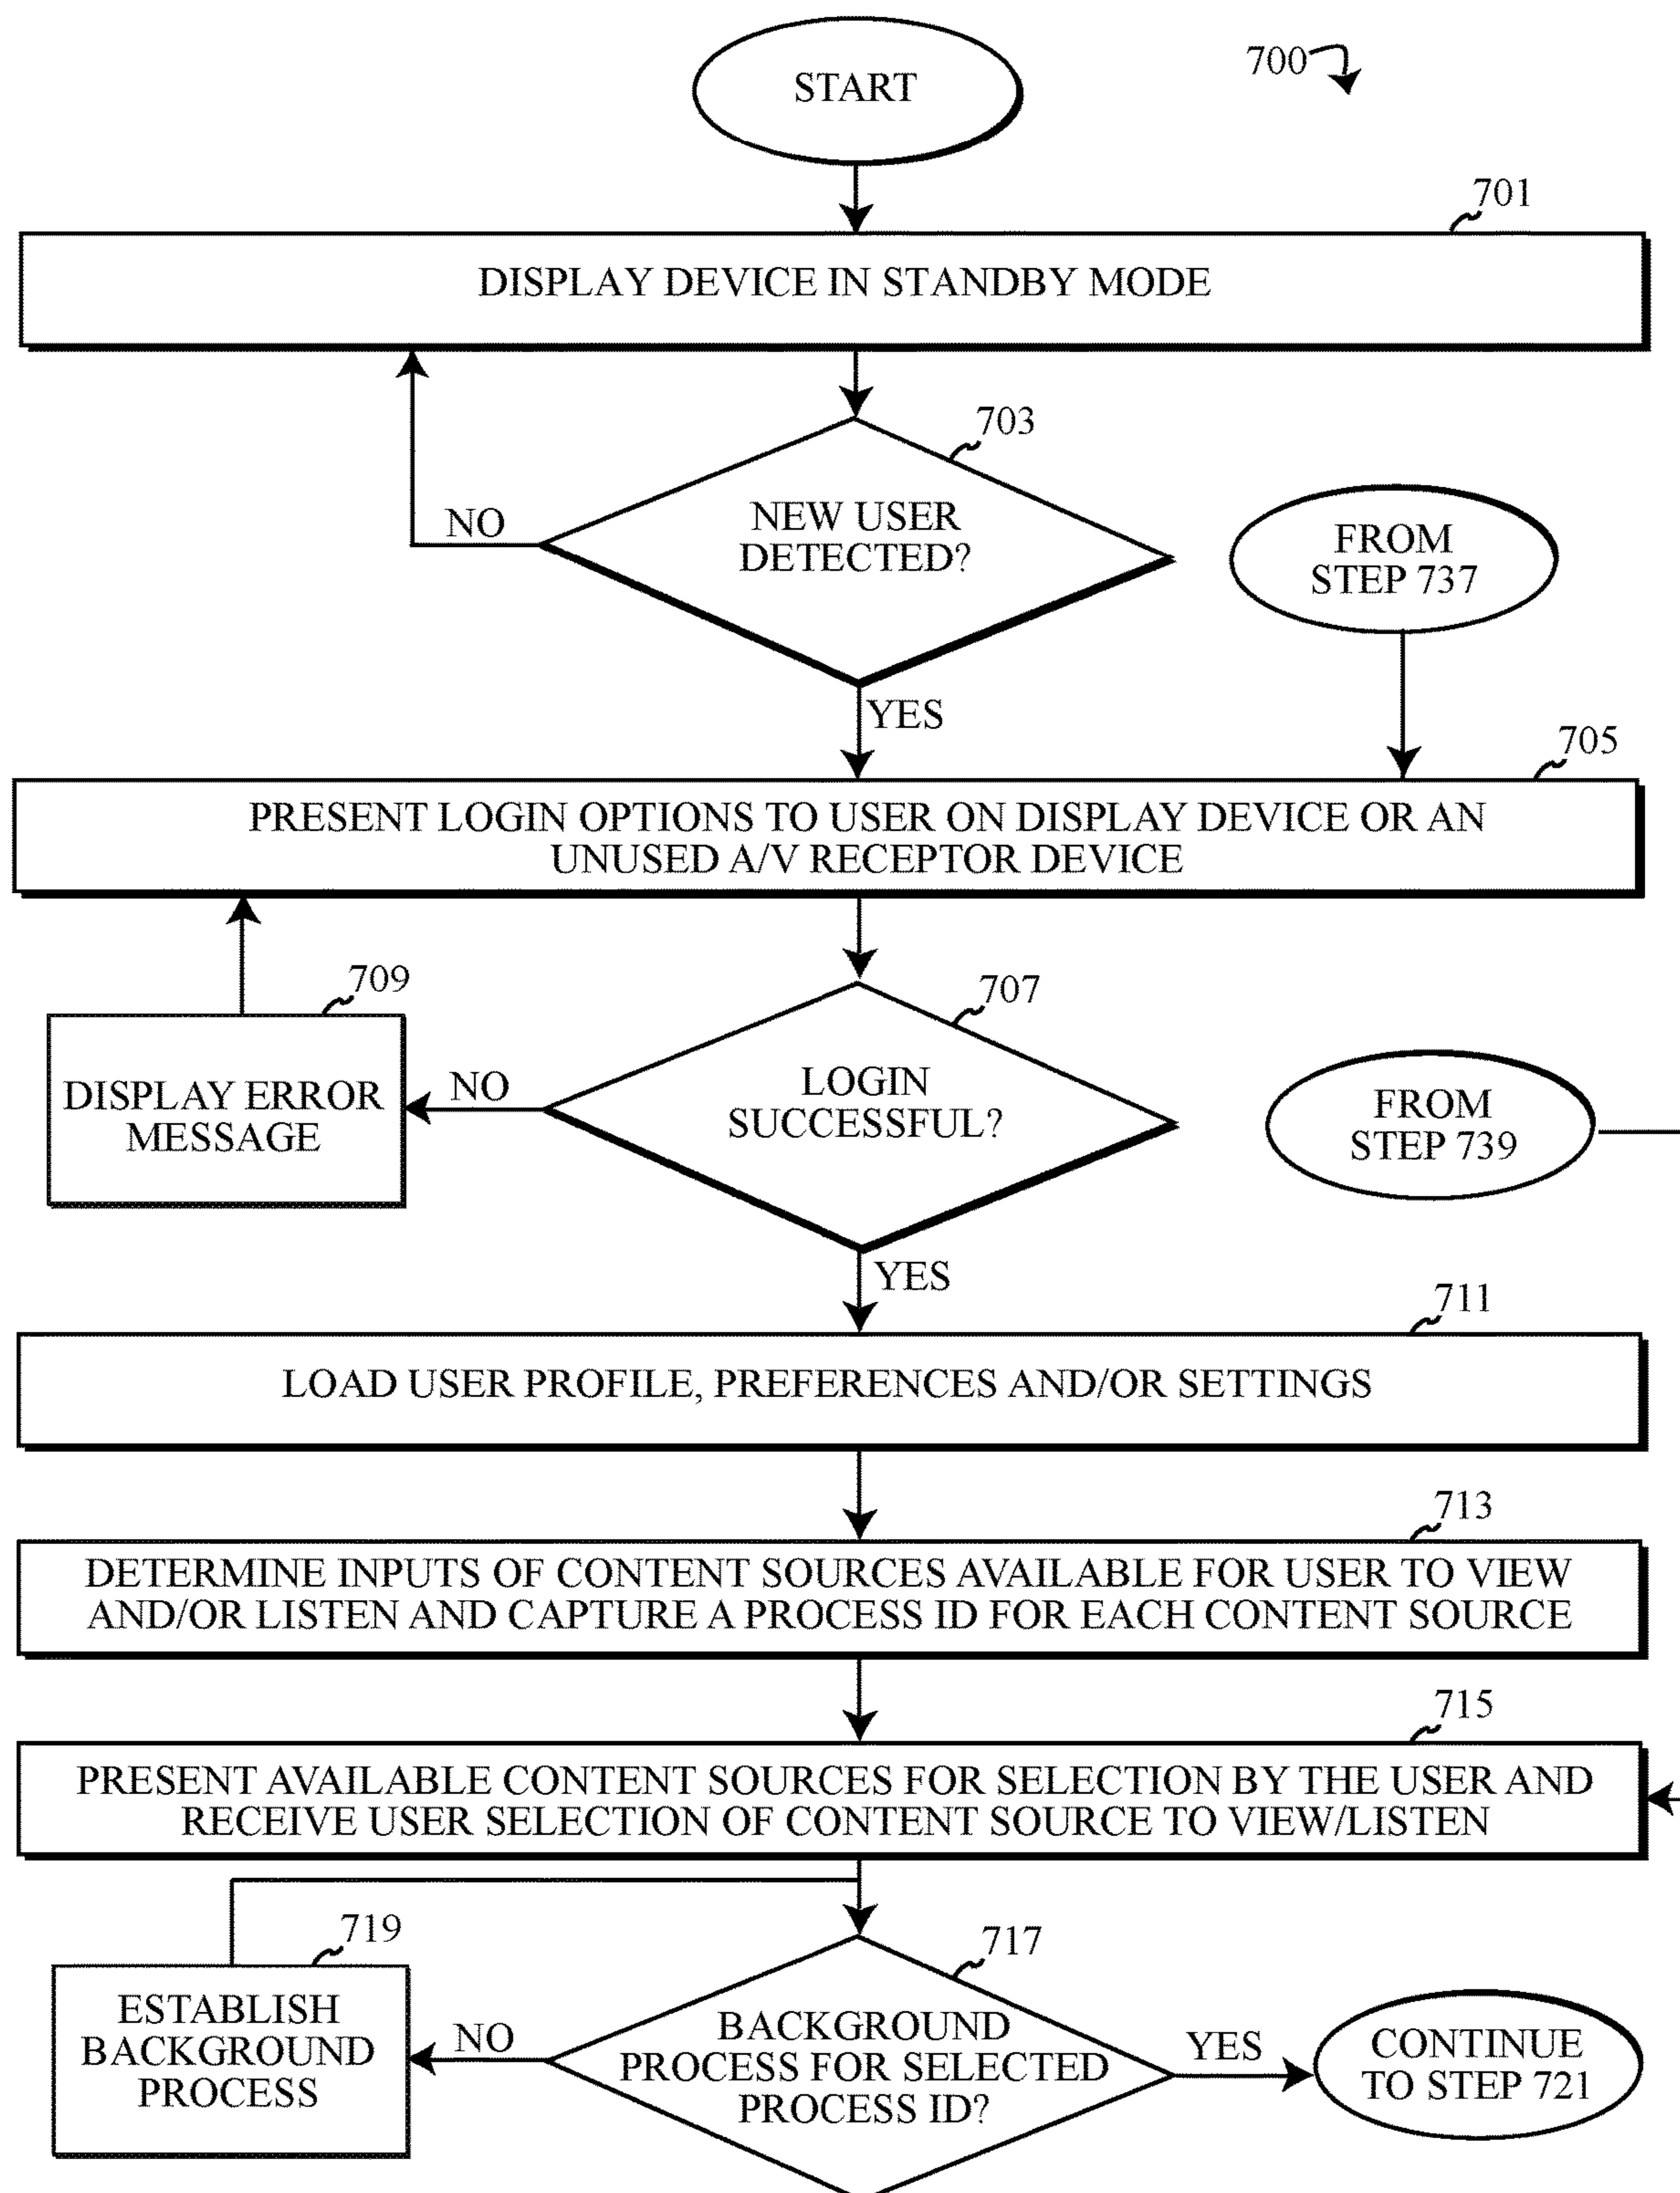 START
700
701
DISPLAY DEVICE IN STANDBY MODE
703
NEW USER
DETECTED?
NO
FROM
STEP 737
YES
705
PRESENT LOGIN OPTIONS TO USER ON DISPLAY DEVICE OR AN
UNUSED A/V RECEPTOR DEVICE
709
707
DISPLAY ERROR
MESSAGE
NO
LOGIN
SUCCESSFUL?
FROM
STEP 739
YES
711
LOAD USER PROFILE, PREFERENCES AND/OR SETTINGS
713
DETERMINE INPUTS OF CONTENT SOURCES AVAILABLE FOR USER TO VIEW
AND/OR LISTEN AND CAPTURE A PROCESS ID FOR EACH CONTENT SOURCE
715
PRESENT AVAILABLE CONTENT SOURCES FOR SELECTION BY THE USER AND
RECEIVE USER SELECTION OF CONTENT SOURCE TO VIEW/LISTEN
719
717
ESTABLISH
BACKGROUND
PROCESS
NO
BACKGROUND
PROCESS FOR SELECTED
PROCESS ID?
YES
CONTINUE
TO STEP 721